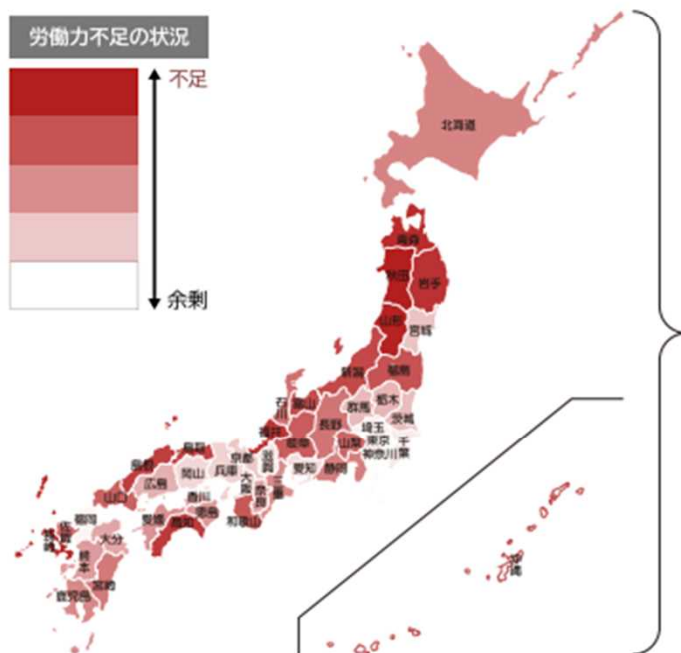 労働力不足の状況
不足
余剰
北海道
青森
秋田
岩手
山形
宮城
新潟
福島
石川
富山
群馬
栃木
茨城
長野
福井
岐阜
埼玉
東京
千葉
神奈川
山梨
静岡
愛知
滋賀
京都
三重
奈良
大阪
兵庫
和歌山
鳥取
島根
岡山
広島
山口
香川
徳島
愛媛
高知
福岡
佐賀
長崎
大分
熊本
宮崎
鹿児島
沖縄